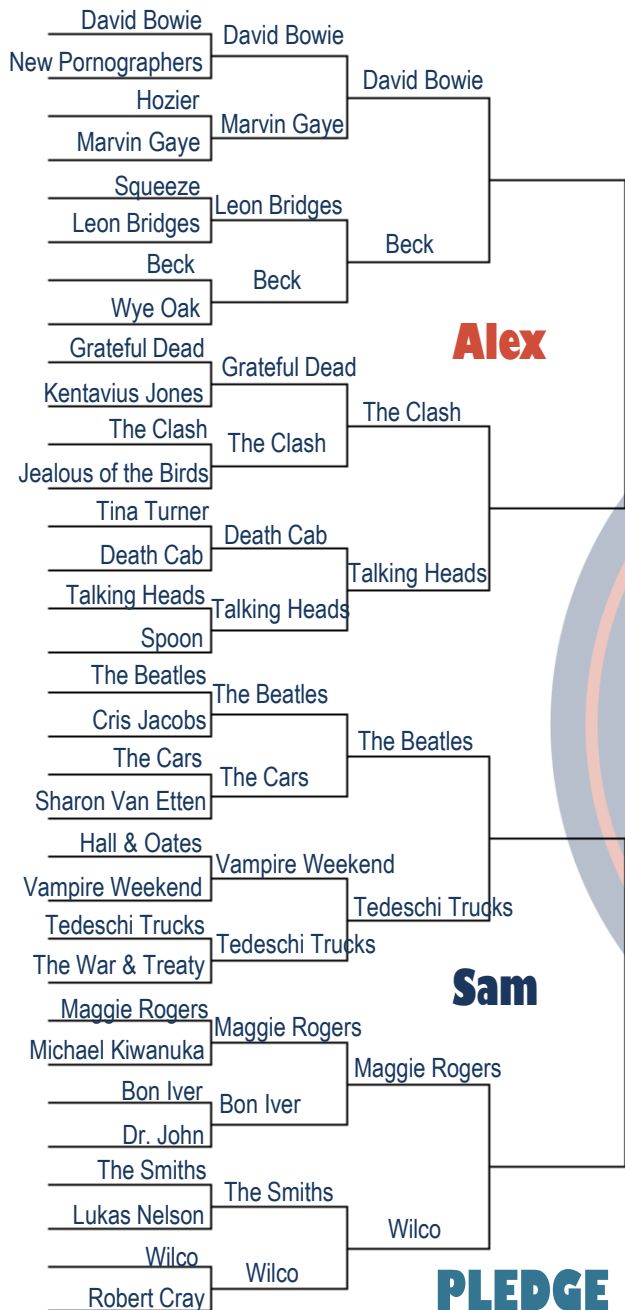 David Bowie
New Pornographers
Hozier
Marvin Gaye
Squeeze
Leon Bridges
Beck
Wye Oak
Grateful Dead
Kentavius Jones
The Clash
Jealous of the Birds
Tina Turner
Death Cab
Talking Heads
Spoon
The Beatles
Cris Jacobs
The Cars
Sharon Van Etten
Hall & Oates
Vampire Weekend
Tedeschi Trucks
The War & Treaty
Maggie Rogers
Michael Kiwanuka
Bon Iver
Dr. John
The Smiths
Lukas Nelson
Wilco
Robert Cray
David Bowie
Marvin Gaye
Leon Bridges
Beck
Grateful Dead
The Clash
Death Cab
Talking Heads
The Beatles
The Cars
Vampire Weekend
Tedeschi Trucks
Maggie Rogers
Bon Iver
The Smiths
Wilco
David Bowie
Beck
The Clash
Talking Heads
The Beatles
Tedeschi Trucks
Maggie Rogers
Wilco
Alex
Sam
PLEDGE